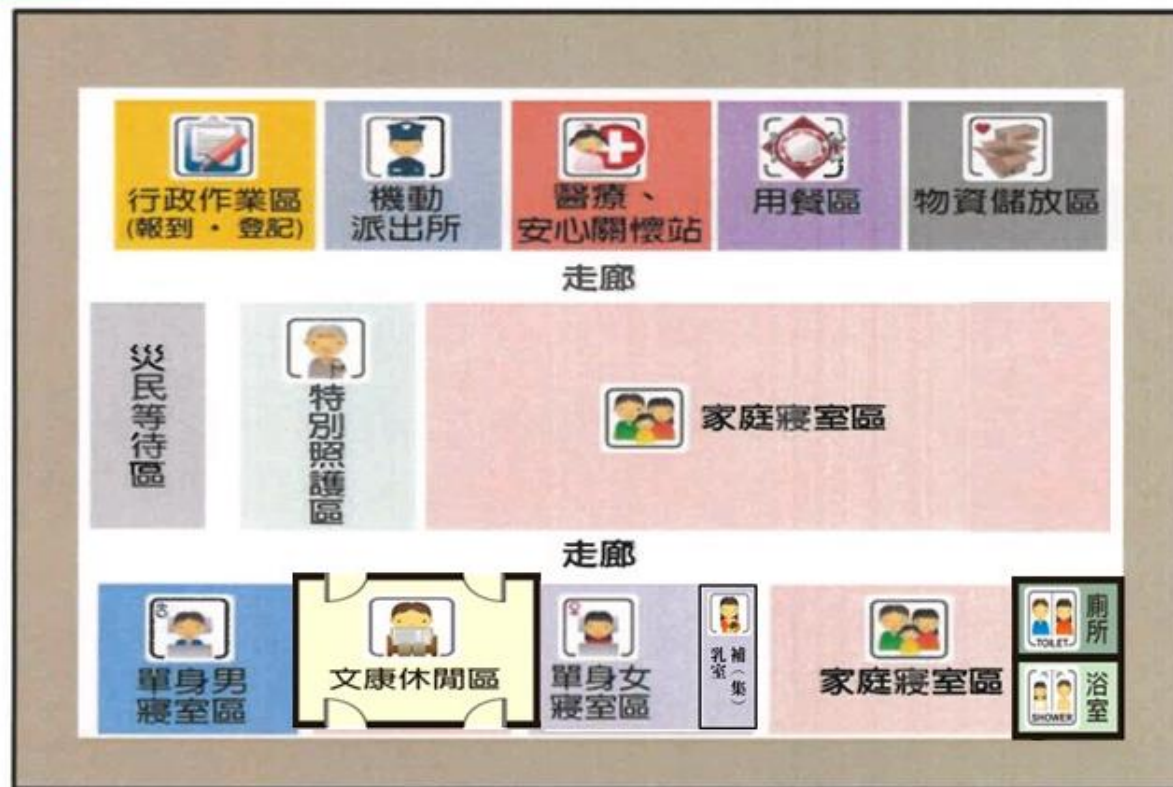 行政作業區
(報到・登記)
機動
派出所
醫療、
安心關懷站
用餐區
物資儲放區
走廊
災民等待區
特別照護區
家庭寢室區
走廊
單身男
寢室區
文康休閒區
單身女
寢室區
補（集）
乳室
家庭寢室區
TOILET
廁所
SHOWER
浴室